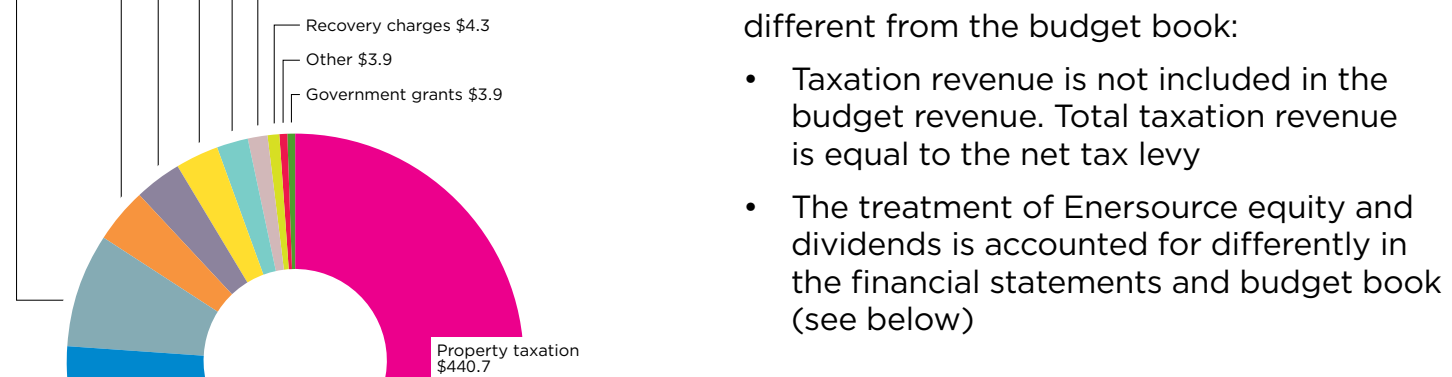 Recovery charges $4.3
Other $3.9
Government grants $3.9
Property taxation
$440.7
different from the budget book:
• Taxation revenue is not included in the
budget revenue. Total taxation revenue
is equal to the net tax levy
• The treatment of Enersource equity and
dividends is accounted for differently in
the financial statements and budget book
(see below)